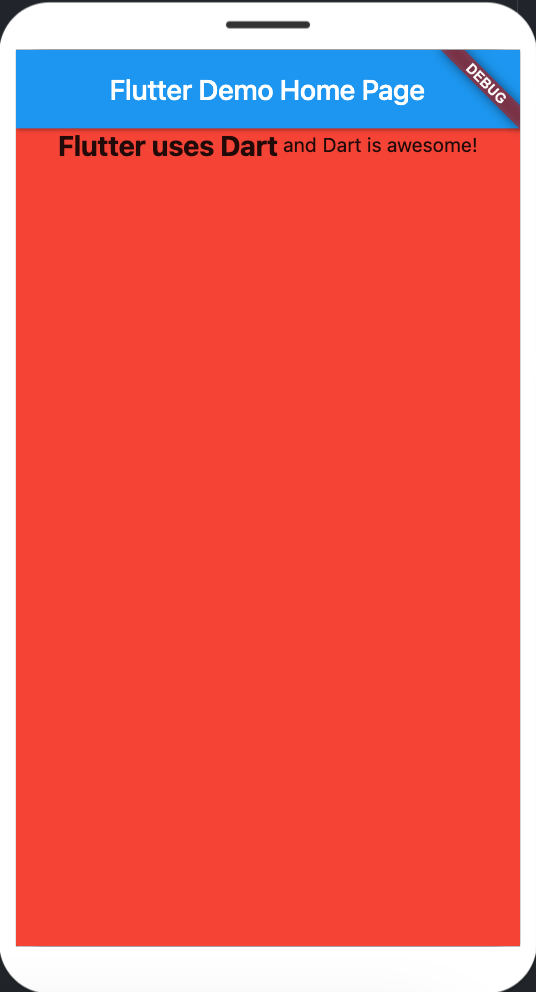 Flutter Demo Home Page
DEBUG
Flutter uses Dart and Dart is awesome!